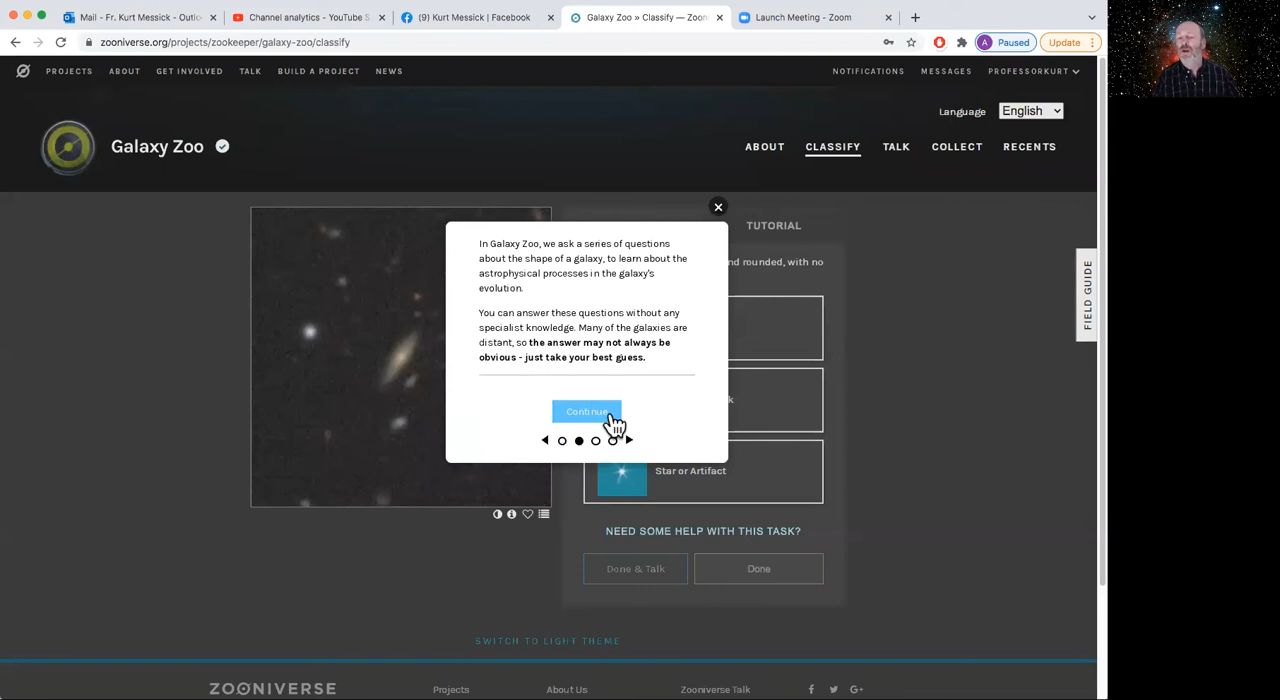 Mail - Fr. Kurt Messick - Outlo
Channel analytics - YouTube S
(9) Kurt Messick | Facebook
Galaxy Zoo » Classify — Zooni
Launch Meeting - Zoom
zooniverse.org/projects/zookeeper/galaxy-zoo/classify
A Paused
Update
PROJECTS ABOUT GET INVOLVED TALK BUILD A PROJECT NEWS
NOTIFICATIONS MESSAGES PROFESSORKURT
Language English
Galaxy Zoo
ABOUT CLASSIFY TALK COLLECT RECENTS
TUTORIAL
nd rounded, with no
In Galaxy Zoo, we ask a series of questions
about the shape of a galaxy, to learn about the
astrophysical processes in the galaxy's
evolution.
You can answer these questions without any
specialist knowledge. Many of the galaxies are
distant, so the answer may not always be
obvious - just take your best guess.
Continue
k
Star or Artifact
FIELD GUIDE
NEED SOME HELP WITH THIS TASK?
Done & Talk
Done
SWITCH TO LIGHT THEME
ZOONIVERSE
Projects
About Us
Zooniverse Talk